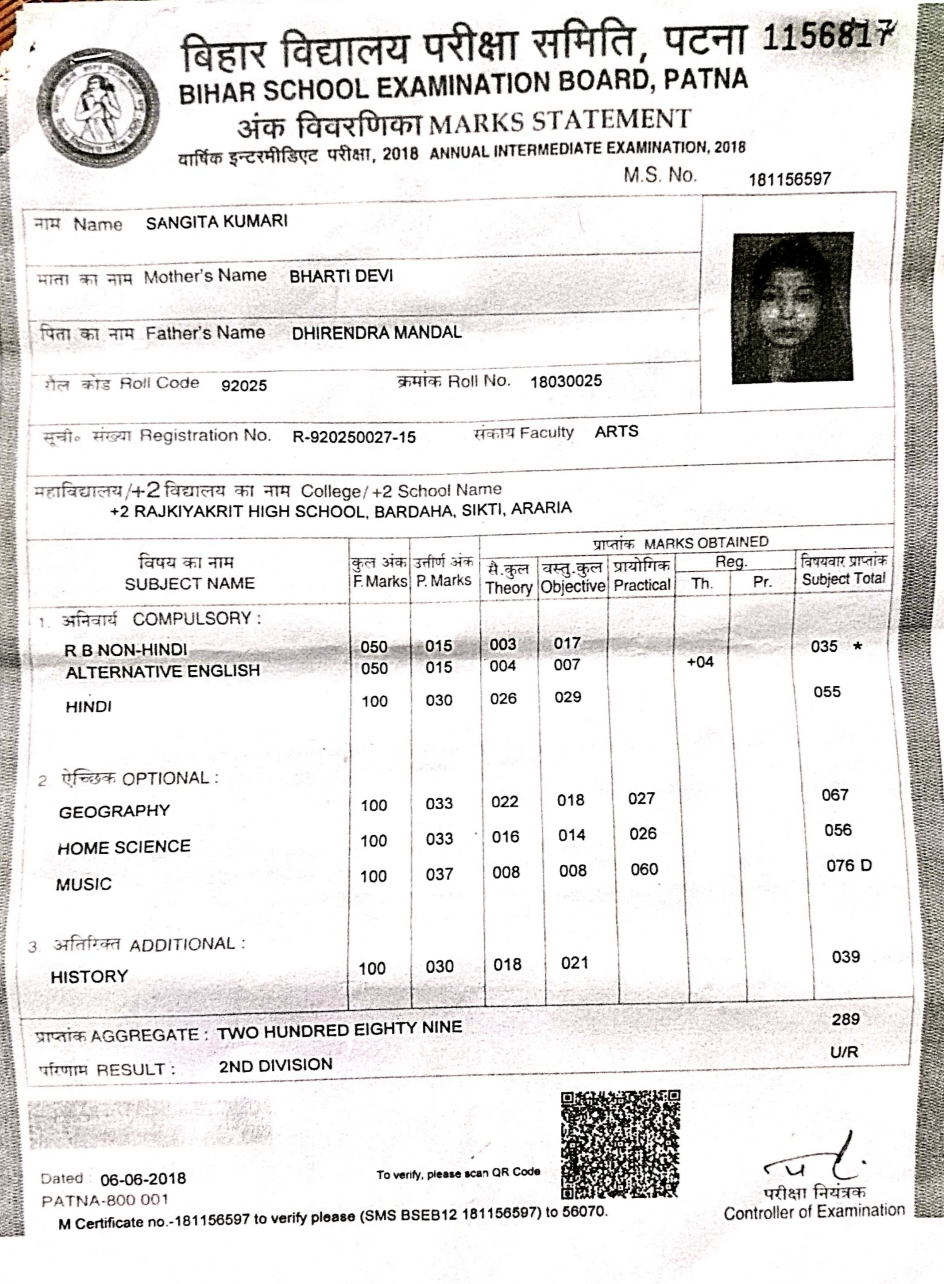 बिहार विद्यालय परीक्षा समिति, पटना 1156817
BIHAR SCHOOL EXAMINATION BOARD, PATNA
अंक विवरणिका MARKS STATEMENT
वार्षिक इन्टरमीडिएट परीक्षा, 2018 ANNUAL INTERMEDIATE EXAMINATION, 2018
M.S. No. 181156597
नाम Name SANGITA KUMARI
माता का नाम Mother's Name BHARTI DEVI
पिता का नाम Father's Name DHIRENDRA MANDAL
रौल कोड Roll Code 92025 क्रमांक Roll No. 18030025
सूची० संख्या Registration No. R-920250027-15 संकाय Faculty ARTS
महाविद्यालय/+2 विद्यालय का नाम College/+2 School Name
+2 RAJKIYAKRIT HIGH SCHOOL, BARDAHA, SIKTI, ARARIA
प्राप्तांक MARKS OBTAINED
विषय का नाम कुल अंक उत्तीर्ण अंक सै.कुल वस्तु.कुल प्रायोगिक Reg. विषयवार प्राप्तांक
SUBJECT NAME F.Marks P. Marks Theory Objective Practical Th. Pr. Subject Total
1. अनिवार्य COMPULSORY :
R B NON-HINDI 050 015 003 017 035 *
ALTERNATIVE ENGLISH 050 015 004 007 +04
HINDI 100 030 026 029 055
2. ऐच्छिक OPTIONAL :
GEOGRAPHY 100 033 022 018 027 067
HOME SCIENCE 100 033 016 014 026 056
MUSIC 100 037 008 008 060 076 D
3. अतिरिक्त ADDITIONAL :
HISTORY 100 030 018 021 039
प्राप्तांक AGGREGATE : TWO HUNDRED EIGHTY NINE 289
परिणाम RESULT : 2ND DIVISION U/R
Dated : 06-06-2018 To verify, please scan QR Code
PATNA-800 001
परीक्षा नियंत्रक
Controller of Examination
M Certificate no.-181156597 to verify please (SMS BSEB12 181156597) to 56070.